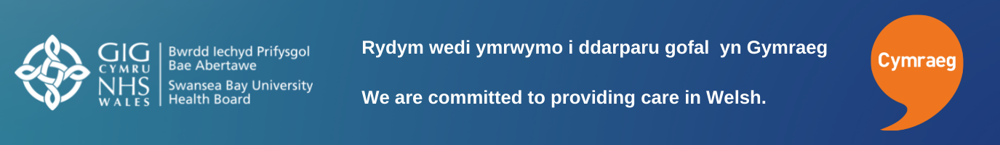 GIG
CYMRU
NHS
WALES
Bwrdd Iechyd Prifysgol
Bae Abertawe
Swansea Bay University
Health Board
Rydym wedi ymrwymo i ddarparu gofal  yn Gymraeg
We are committed to providing care in Welsh.
Cymraeg